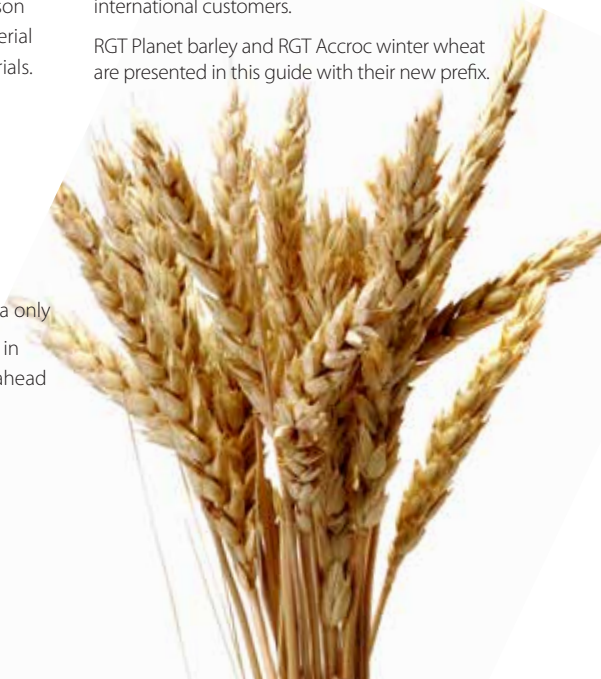 son
erial
ials.
international customers.
RGT Planet barley and RGT Accroc winter wheat
are presented in this guide with their new prefix.
a only
in
ahead